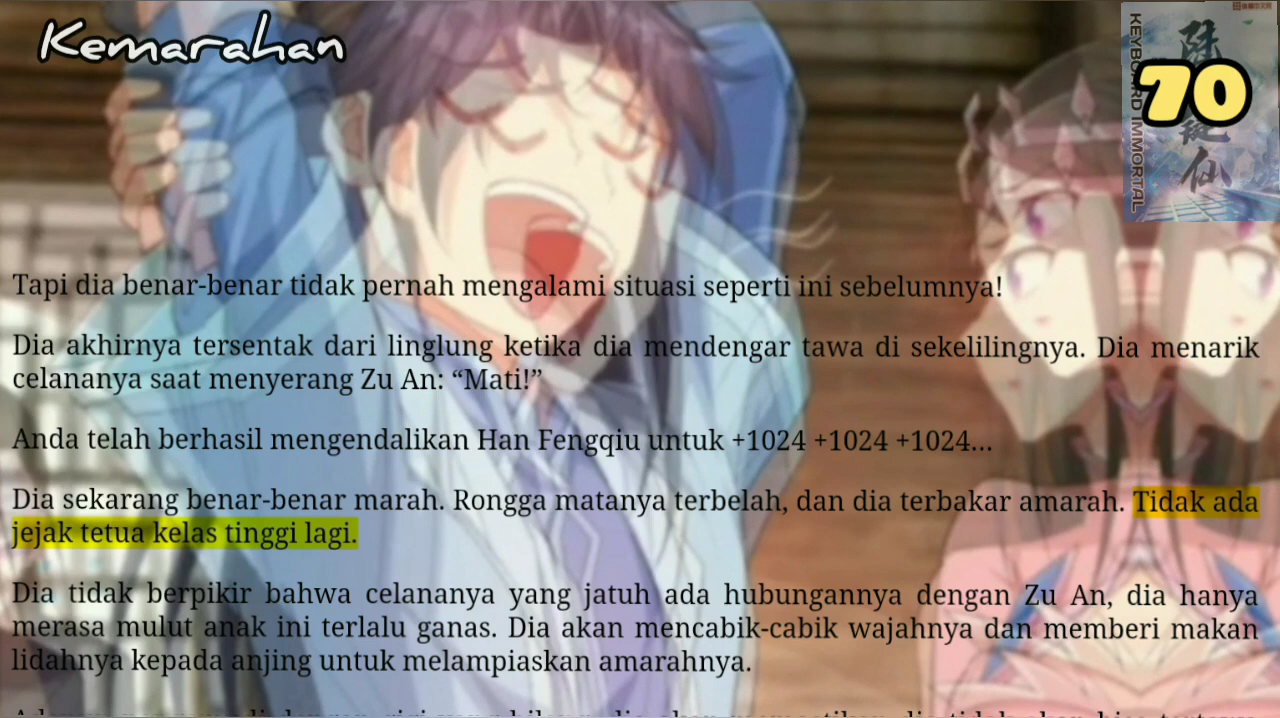 Kemarahan
KEYBOARD IMMORTAL
70
仙
Tapi dia benar-benar tidak pernah mengalami situasi seperti ini sebelumnya!
Dia akhirnya tersentak dari linglung ketika dia mendengar tawa di sekelilingnya. Dia menarik
celananya saat menyerang Zu An: “Mati!”
Anda telah berhasil mengendalikan Han Fengqiu untuk +1024 +1024 +1024…
Dia sekarang benar-benar marah. Rongga matanya terbelah, dan dia terbakar amarah. Tidak ada
jejak tetua kelas tinggi lagi.
Dia tidak berpikir bahwa celananya yang jatuh ada hubungannya dengan Zu An, dia hanya
merasa mulut anak ini terlalu ganas. Dia akan mencabik-cabik wajahnya dan memberi makan
lidahnya kepada anjing untuk melampiaskan amarahnya.